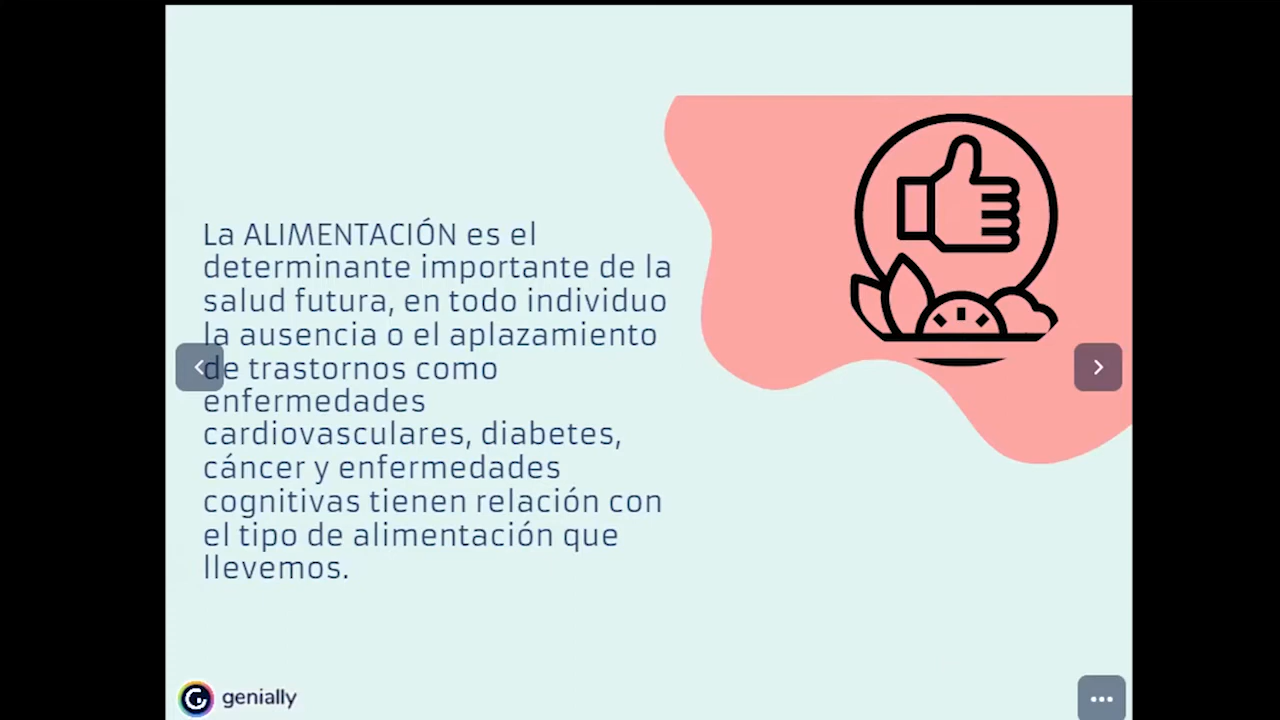 La ALIMENTACIÓN es el
determinante importante de la
salud futura, en todo individuo
la ausencia o el aplazamiento
de trastornos como
enfermedades
cardiovasculares, diabetes,
cáncer y enfermedades
cognitivas tienen relación con
el tipo de alimentación que
llevemos.
genially